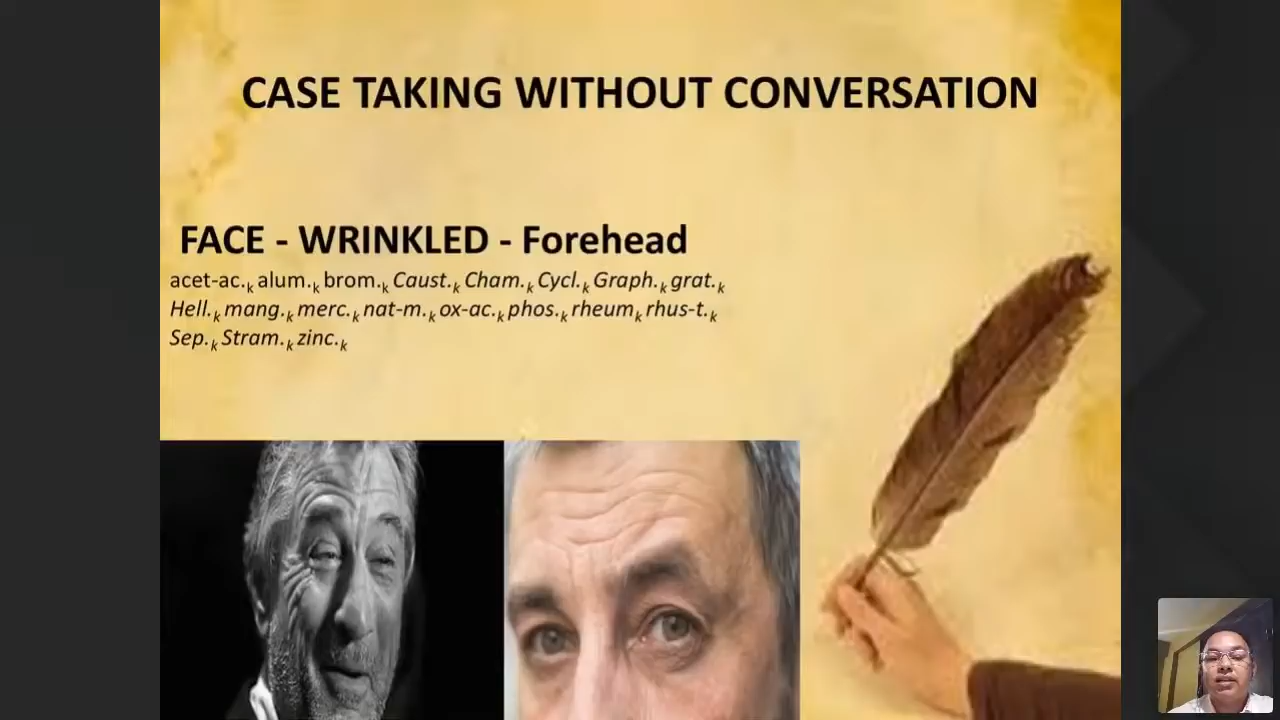 CASE TAKING WITHOUT CONVERSATION
FACE - WRINKLED - Forehead
acet-ac.k alum.k brom.k Caust.k Cham.k Cycl.k Graph.k grat.k
Hell.k mang.k merc.k nat-m.k ox-ac.k phos.k rheumk rhus-t.k
Sep.k Stram.k zinc.k